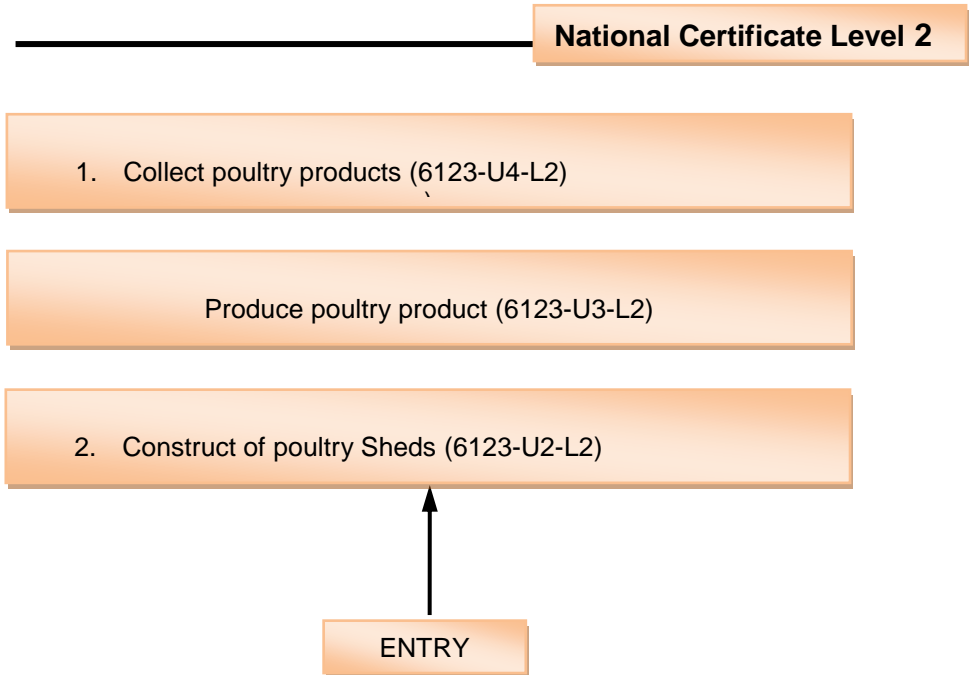 National Certificate Level 2
1. Collect poultry products (6123-U4-L2)
`
Produce poultry product (6123-U3-L2)
2. Construct of poultry Sheds (6123-U2-L2)
ENTRY